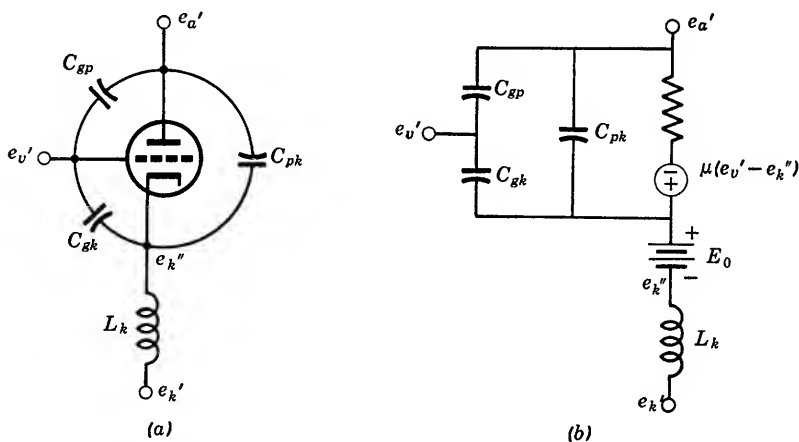 e_a'
C_gp
e_v'
C_pk
C_gk
e_k''
L_k
e_k'
(a)
e_a'
C_gp
e_v'
C_pk
C_gk
− +
μ(e_v' − e_k'')
+
E_0
−
e_k''
L_k
e_k'
(b)